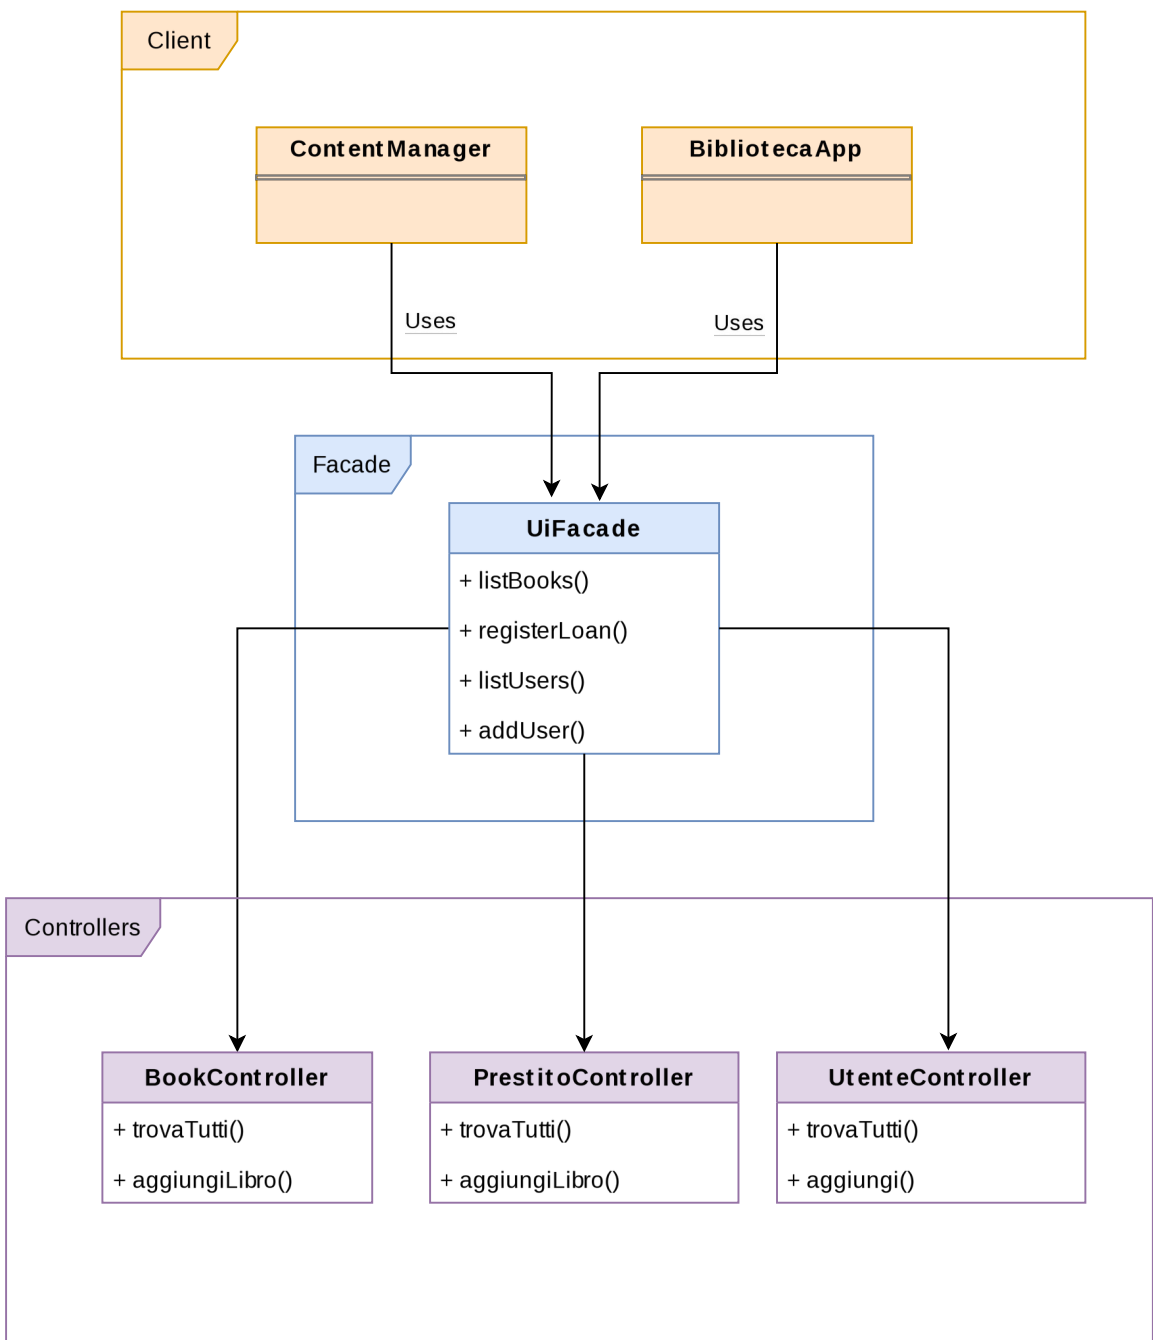 Client
ContentManager
BibliotecaApp
Uses
Uses
Facade
UiFacade
+ listBooks()
+ registerLoan()
+ listUsers()
+ addUser()
Controllers
BookController
+ trovaTutti()
+ aggiungiLibro()
PrestitoController
+ trovaTutti()
+ aggiungiLibro()
UtenteController
+ trovaTutti()
+ aggiungi()